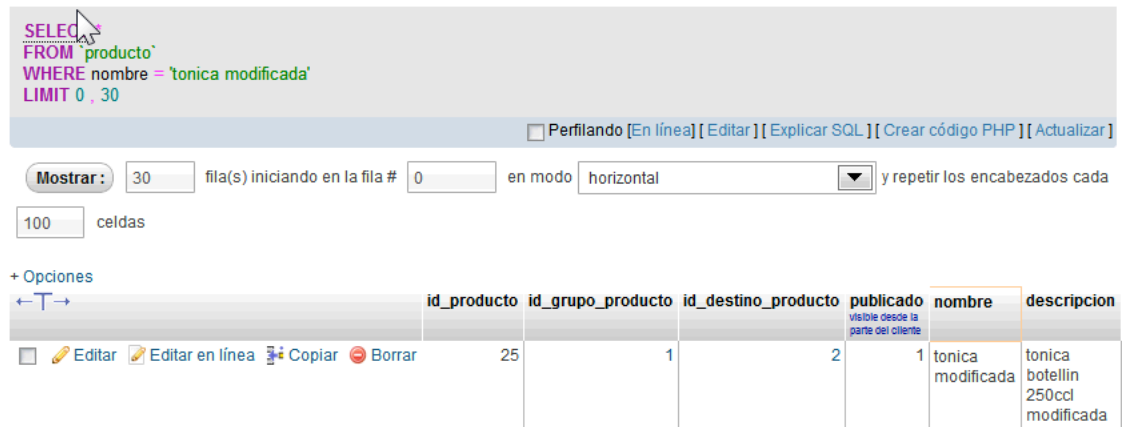 SELECT *
FROM `producto`
WHERE nombre = 'tonica modificada'
LIMIT 0 , 30
Perfilando [En línea] [ Editar ] [ Explicar SQL ] [ Crear código PHP ] [ Actualizar ]
Mostrar : 30 fila(s) iniciando en la fila # 0 en modo horizontal y repetir los encabezados cada
100 celdas
+ Opciones
←T→ id_producto id_grupo_producto id_destino_producto publicado nombre descripcion
visible desde la
parte del cliente
Editar Editar en línea Copiar Borrar 25 1 2 1 tonica tonica
modificada botellin
250ccl
modificada